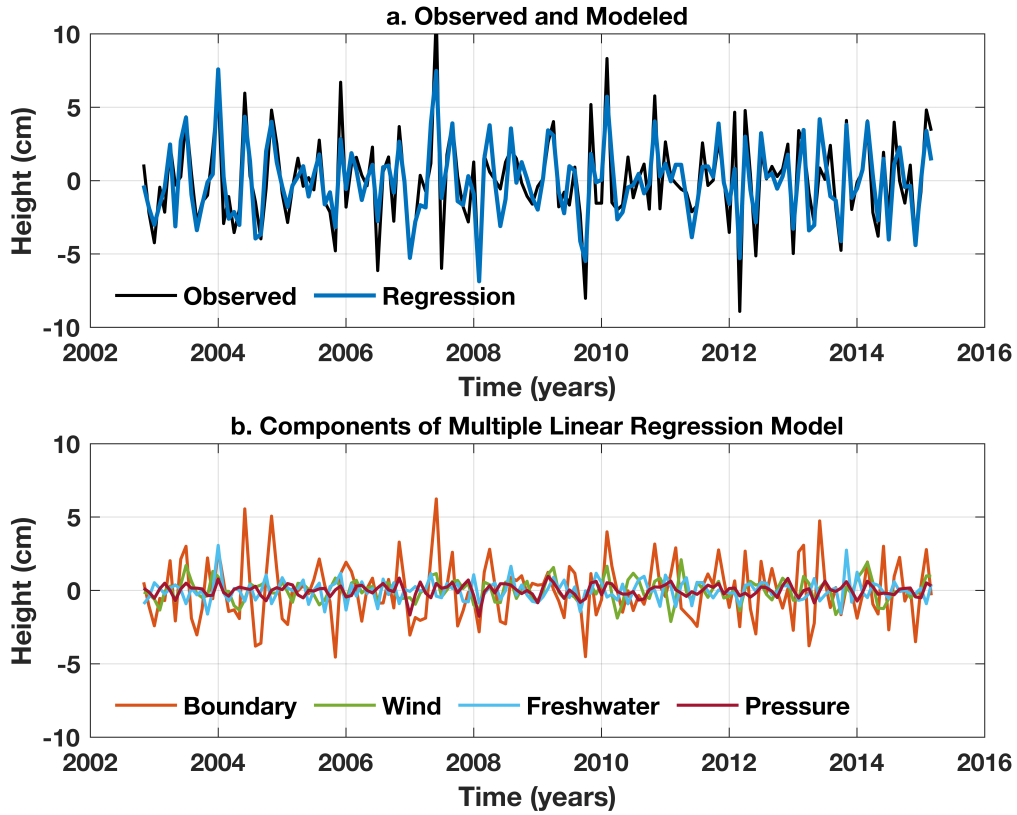 a. Observed and Modeled
10
5
0
-5
-10
Height (cm)
Observed Regression
2002 2004 2006 2008 2010 2012 2014 2016
Time (years)
b. Components of Multiple Linear Regression Model
10
5
0
-5
-10
Height (cm)
Boundary Wind Freshwater Pressure
2002 2004 2006 2008 2010 2012 2014 2016
Time (years)